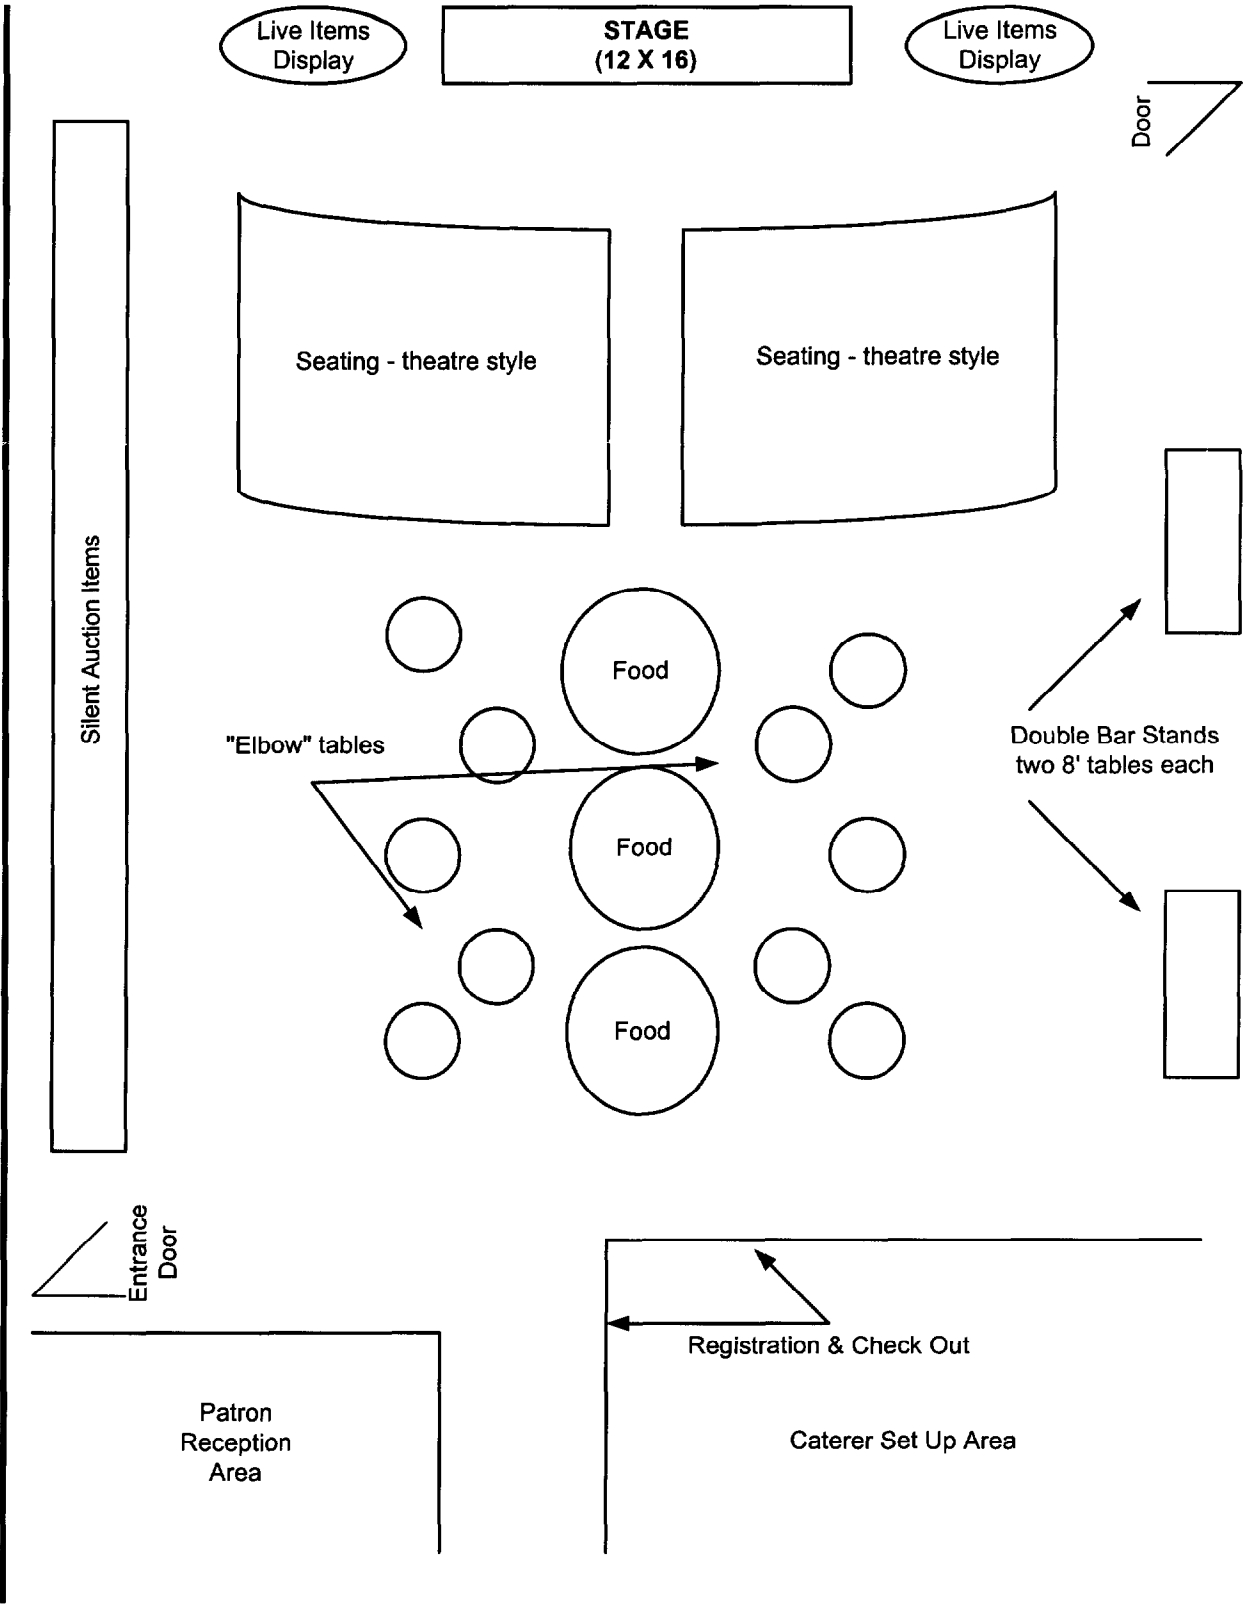 Live Items
Display
STAGE
(12 X 16)
Live Items
Display
Door
Seating - theatre style
Seating - theatre style
Silent Auction Items
Food
"Elbow" tables
Double Bar Stands
two 8' tables each
Food
Food
Entrance
Door
Registration & Check Out
Patron
Reception
Area
Caterer Set Up Area